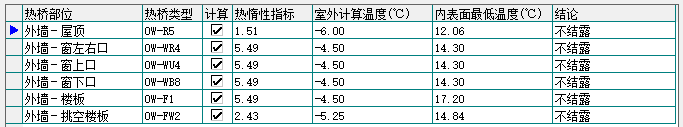 热桥部位 热桥类型 计算 热惰性指标 室外计算温度(℃) 内表面最低温度(℃) 结论
外墙-屋顶 OW-R5 1.51 -6.00 12.06 不结露
外墙-窗左右口 OW-WR4 5.49 -4.50 14.30 不结露
外墙-窗上口 OW-WU4 5.49 -4.50 14.30 不结露
外墙-窗下口 OW-WB8 5.49 -4.50 14.30 不结露
外墙-楼板 OW-F1 5.49 -4.50 17.20 不结露
外墙-挑空楼板 OW-FW2 2.43 -5.25 14.84 不结露